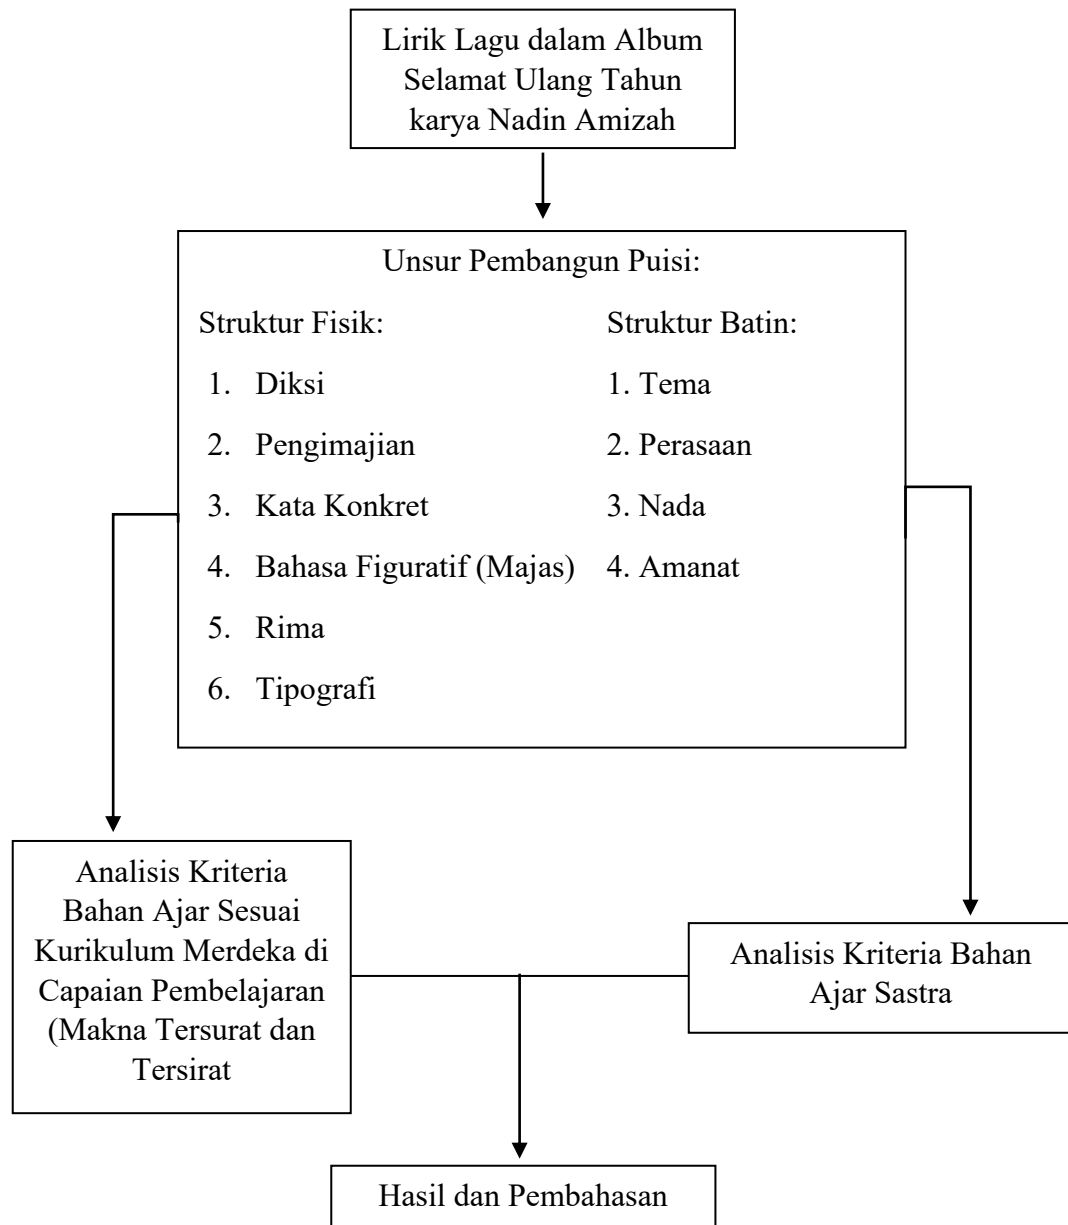 Lirik Lagu dalam Album
Selamat Ulang Tahun
karya Nadin Amizah
Unsur Pembangun Puisi:
Struktur Fisik:
1. Diksi
2. Pengimajian
3. Kata Konkret
4. Bahasa Figuratif (Majas)
5. Rima
6. Tipografi
Struktur Batin:
1. Tema
2. Perasaan
3. Nada
4. Amanat
Analisis Kriteria
Bahan Ajar Sesuai
Kurikulum Merdeka di
Capaian Pembelajaran
(Makna Tersurat dan
Tersirat
Analisis Kriteria Bahan
Ajar Sastra
Hasil dan Pembahasan